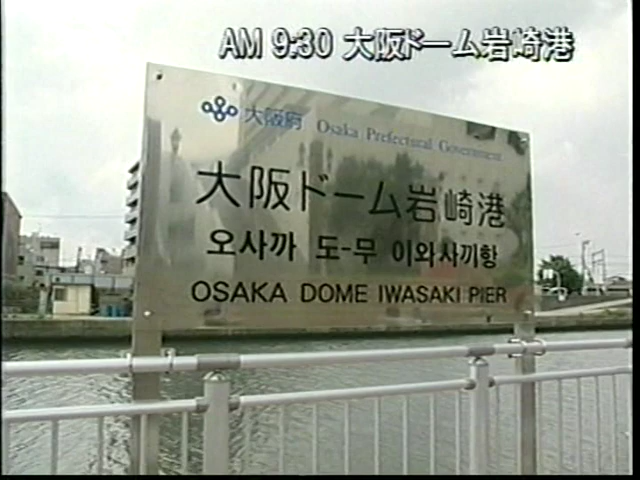 AM 9:30 大阪ドーム岩崎港
大阪府 Osaka Prefectural Government
大阪ドーム岩崎港
오사까 도-무 이와사끼항
OSAKA DOME IWASAKI PIER